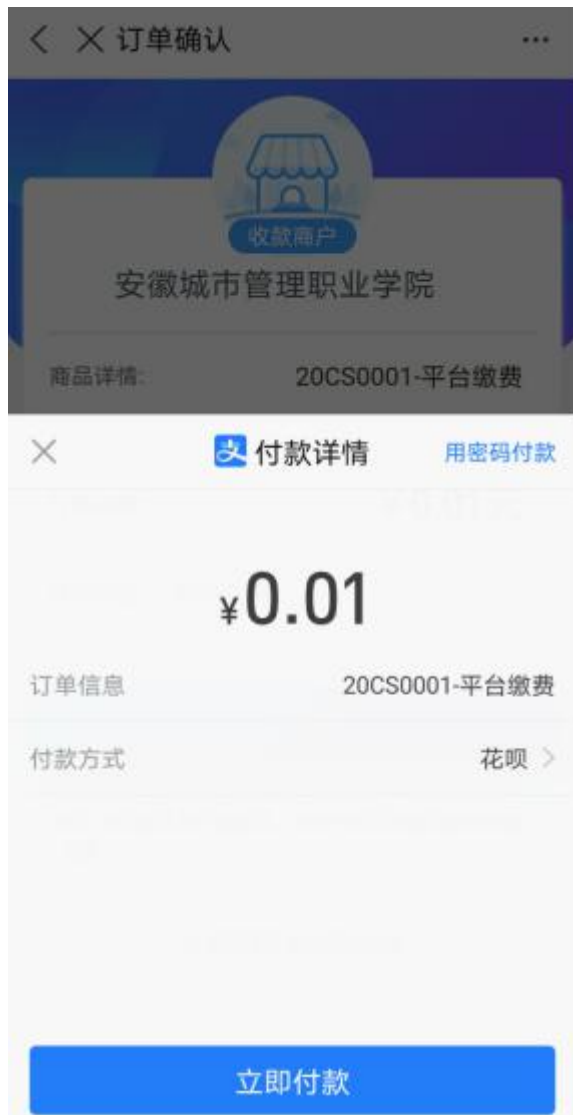 订单确认
收款商户
安徽城市管理职业学院
商品详情: 20CS0001-平台缴费
付款详情 用密码付款
¥0.01
订单信息 20CS0001-平台缴费
付款方式 花呗
立即付款